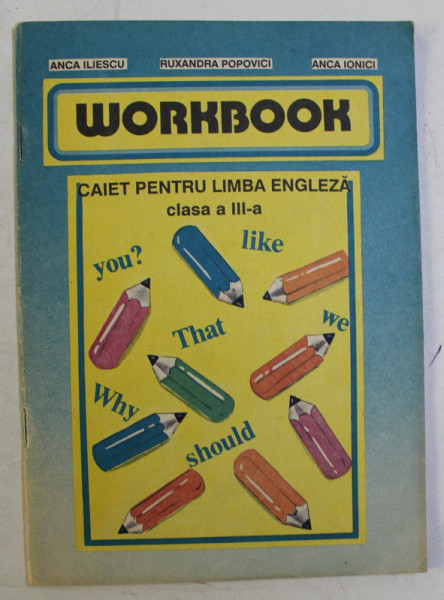 ANCA ILIESCU RUXANDRA POPOVICI ANCA IONICI
WORKBOOK
CAIET PENTRU LIMBA ENGLEZĂ
clasa a III-a
like
you?
That
we
Why
should